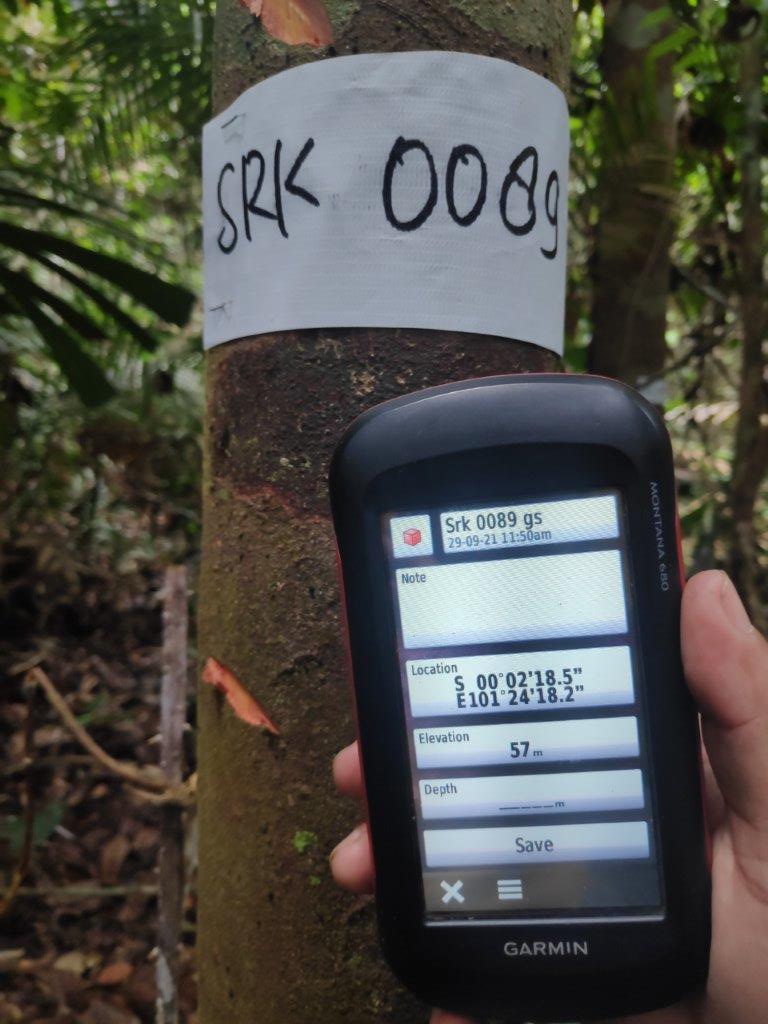 SRK 0089
MONTANA 680
Srk 0089 gs
29-09-21 11:50am
Note
Location
S 00°02'18.5"
E101°24'18.2"
Elevation
57 m
Depth
_____m
Save
GARMIN